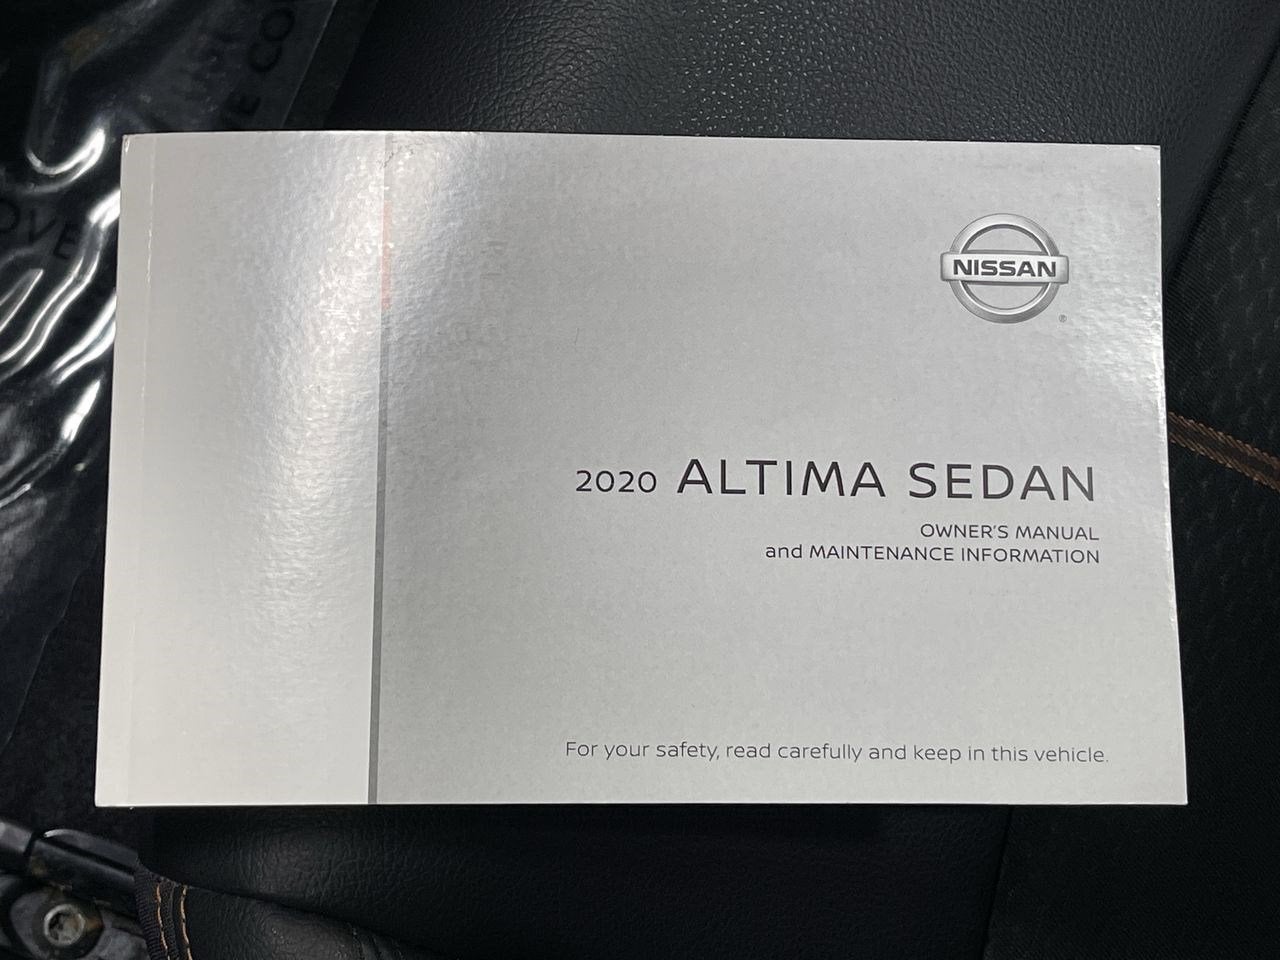 NISSAN
®
2020 ALTIMA SEDAN
OWNER'S MANUAL
and MAINTENANCE INFORMATION
For your safety, read carefully and keep in this vehicle.